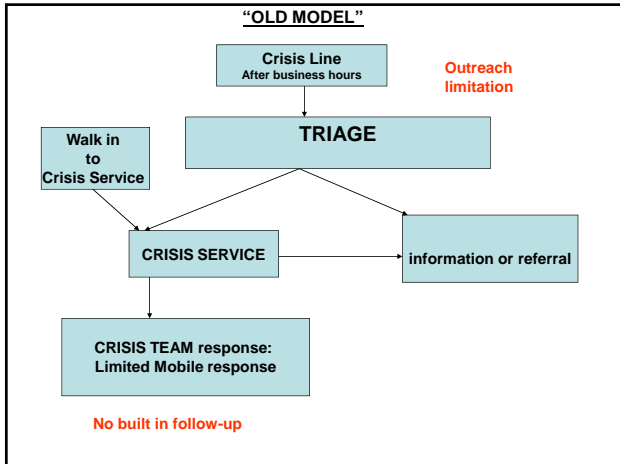 “OLD MODEL”
Crisis Line
After business hours
Outreach
limitation
TRIAGE
Walk in
to
Crisis Service
CRISIS SERVICE
information or referral
CRISIS TEAM response:
Limited Mobile response
No built in follow-up